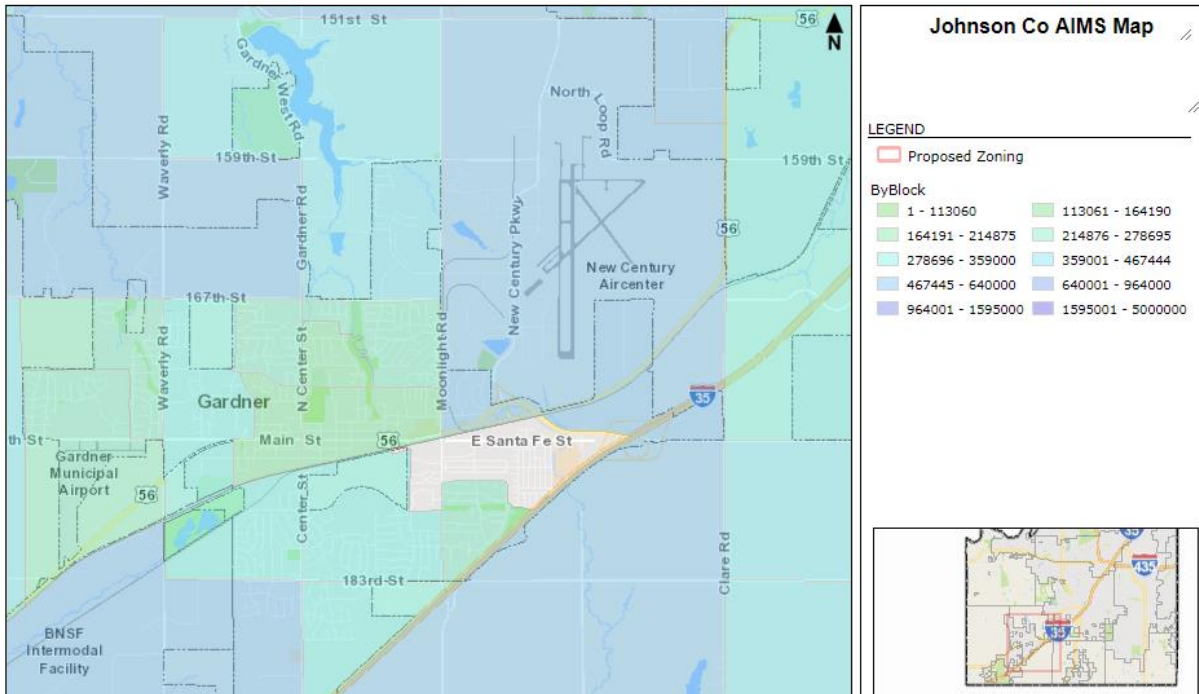 151st St
56
N
Gardner West Rd
North Loop Rd
Waverly Rd
159th St
159th St
Gardner Rd
New Century Pkwy
56
New Century
Aircenter
167th St
Moonlight Rd
Waverly Rd
N Center St
Gardner
35
th St
Main St
56
E Santa Fe St
Gardner
Municipal
Airport
56
Center St
Clare Rd
183rd St
BNSF
Intermodal
Facility
Johnson Co AIMS Map
LEGEND
Proposed Zoning
ByBlock
1 - 113060 113061 - 164190
164191 - 214875 214876 - 278695
278696 - 359000 359001 - 467444
467445 - 640000 640001 - 964000
964001 - 1595000 1595001 - 5000000
35
435
35